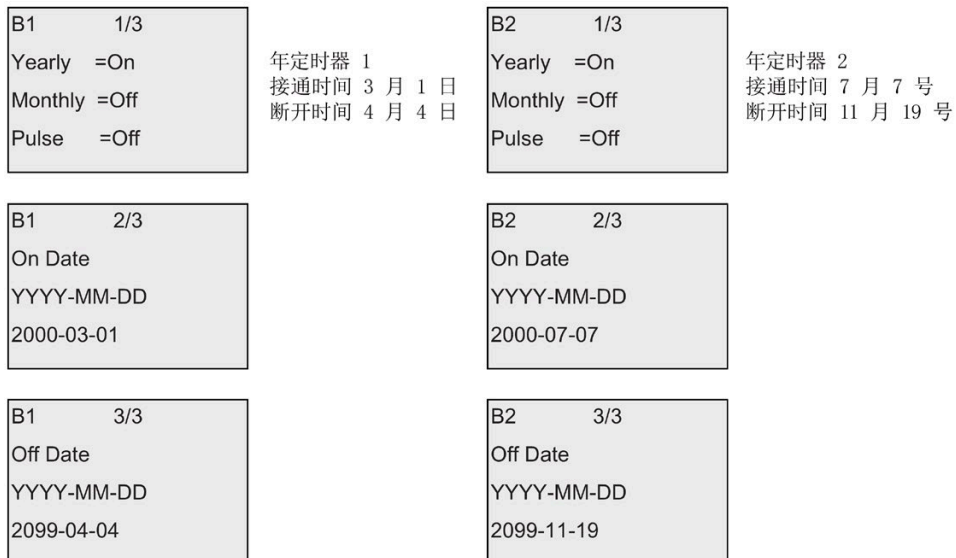 B1 1/3
Yearly =On
Monthly =Off
Pulse =Off
年定时器 1
接通时间 3 月 1 日
断开时间 4 月 4 日
B2 1/3
Yearly =On
Monthly =Off
Pulse =Off
年定时器 2
接通时间 7 月 7 号
断开时间 11 月 19 号
B1 2/3
On Date
YYYY-MM-DD
2000-03-01
B2 2/3
On Date
YYYY-MM-DD
2000-07-07
B1 3/3
Off Date
YYYY-MM-DD
2099-04-04
B2 3/3
Off Date
YYYY-MM-DD
2099-11-19